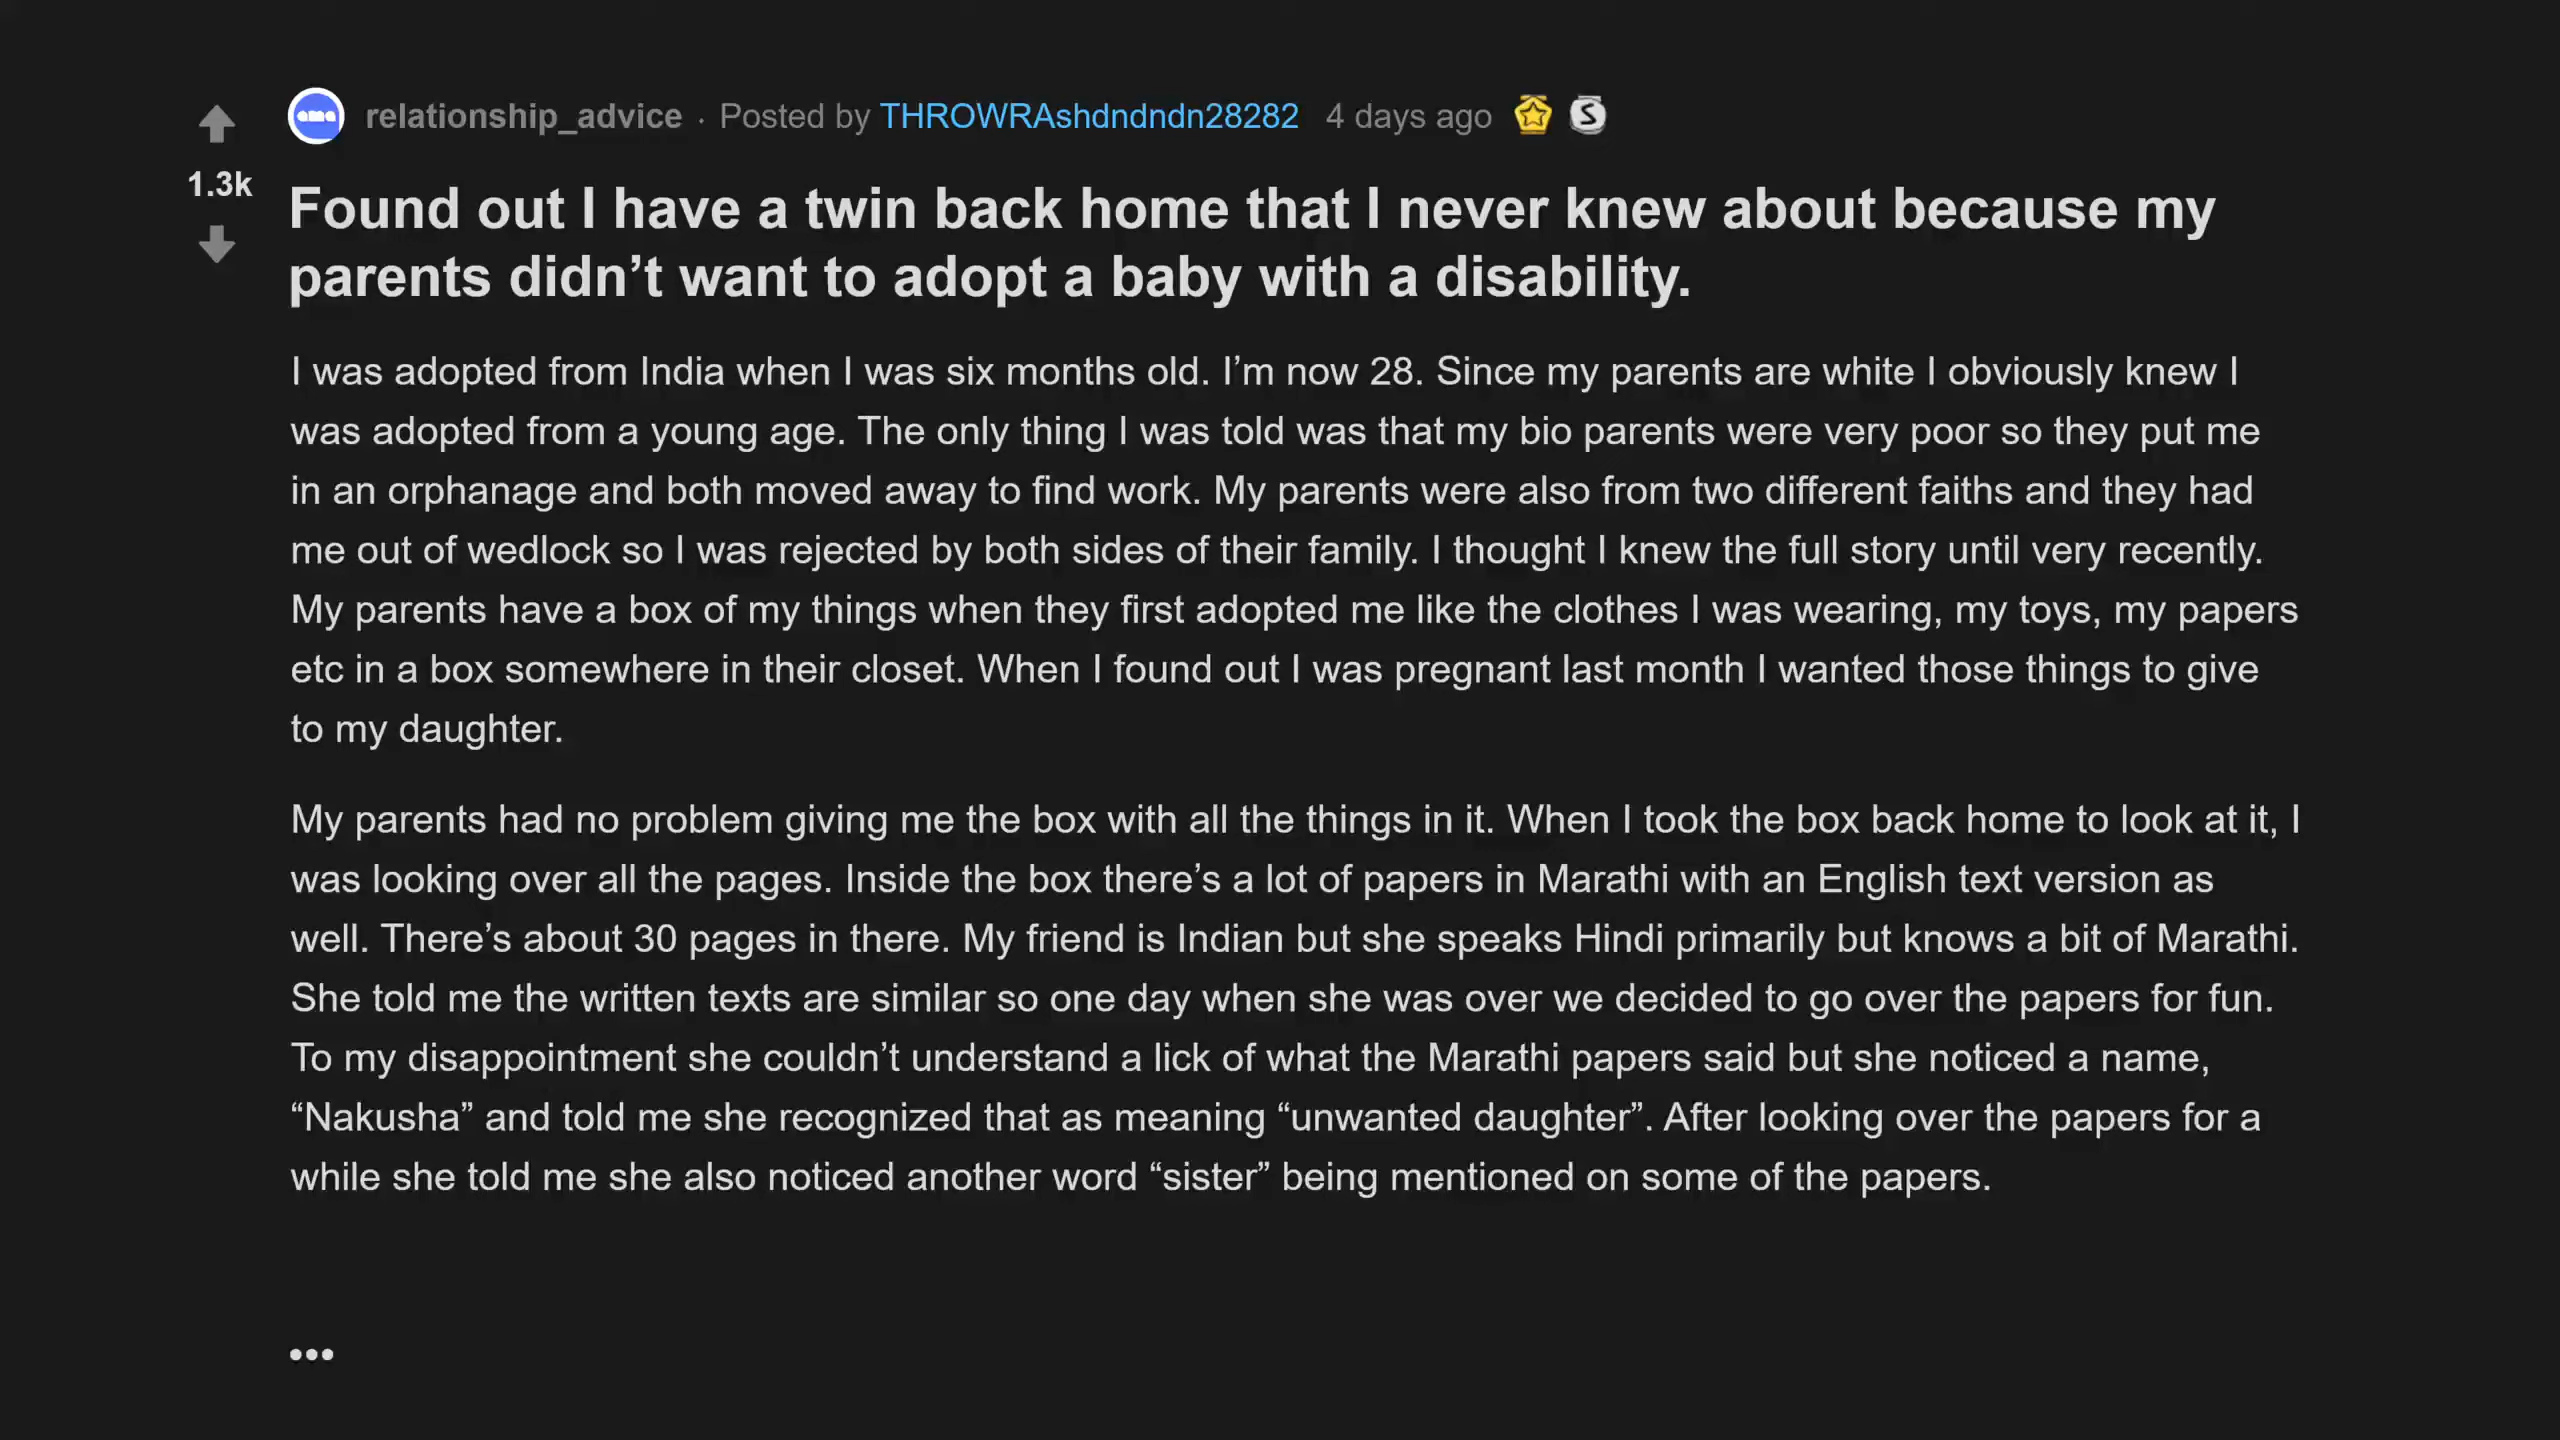 relationship_advice · Posted by THROWRAshdndndn28282 4 days ago
1.3k
Found out I have a twin back home that I never knew about because my
parents didn’t want to adopt a baby with a disability.
I was adopted from India when I was six months old. I’m now 28. Since my parents are white I obviously knew I
was adopted from a young age. The only thing I was told was that my bio parents were very poor so they put me
in an orphanage and both moved away to find work. My parents were also from two different faiths and they had
me out of wedlock so I was rejected by both sides of their family. I thought I knew the full story until very recently.
My parents have a box of my things when they first adopted me like the clothes I was wearing, my toys, my papers
etc in a box somewhere in their closet. When I found out I was pregnant last month I wanted those things to give
to my daughter.
My parents had no problem giving me the box with all the things in it. When I took the box back home to look at it, I
was looking over all the pages. Inside the box there’s a lot of papers in Marathi with an English text version as
well. There’s about 30 pages in there. My friend is Indian but she speaks Hindi primarily but knows a bit of Marathi.
She told me the written texts are similar so one day when she was over we decided to go over the papers for fun.
To my disappointment she couldn’t understand a lick of what the Marathi papers said but she noticed a name,
“Nakusha” and told me she recognized that as meaning “unwanted daughter”. After looking over the papers for a
while she told me she also noticed another word “sister” being mentioned on some of the papers.
•••